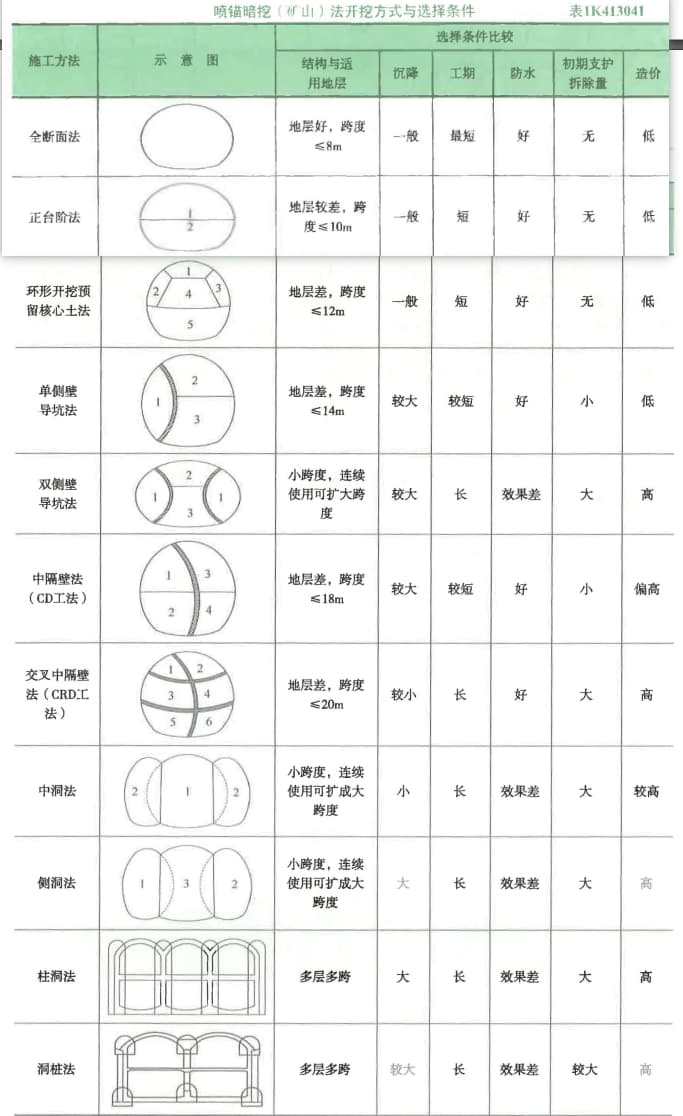 喷锚暗挖（矿山）法开挖方式与选择条件 表1K413041
施工方法 示意图 选择条件比较
结构与适用地层 沉降 工期 防水 初期支护拆除量 造价
全断面法 地层好，跨度≤8m 一般 最短 好 无 低
正台阶法 1 2 地层较差，跨度≤10m 一般 短 好 无 低
环形开挖预留核心土法 1 2 4 3 5 地层差，跨度≤12m 一般 短 好 无 低
单侧壁导坑法 1 2 3 地层差，跨度≤14m 较大 较短 好 小 低
双侧壁导坑法 1 2 1 3 小跨度，连续使用可扩大跨度 较大 长 效果差 大 高
中隔壁法（CD工法） 1 3 2 4 地层差，跨度≤18m 较大 较短 好 小 偏高
交叉中隔壁法（CRD工法） 1 2 3 4 5 6 地层差，跨度≤20m 较小 长 好 大 高
中洞法 2 1 2 小跨度，连续使用可扩成大跨度 小 长 效果差 大 较高
侧洞法 1 3 2 小跨度，连续使用可扩成大跨度 大 长 效果差 大 高
柱洞法 多层多跨 大 长 效果差 大 高
洞桩法 多层多跨 较大 长 效果差 较大 高